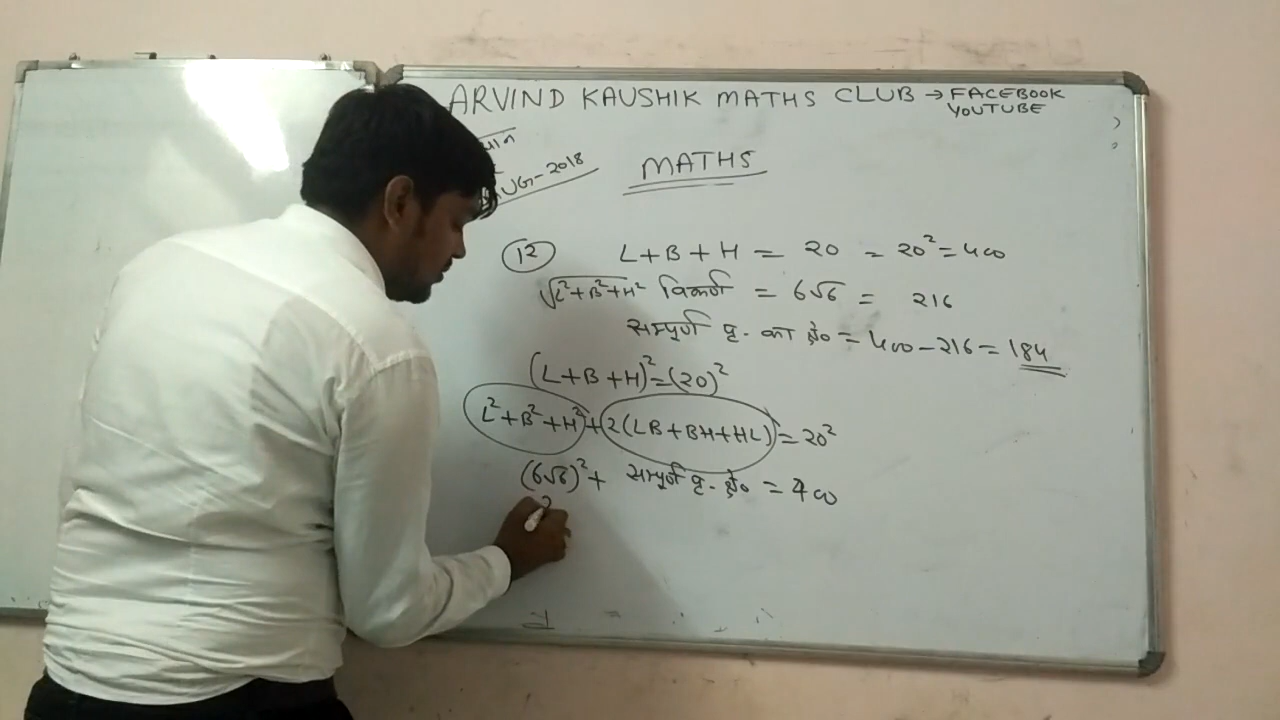 ARVIND KAUSHIK MATHS CLUB → FACEBOOK
YOUTUBE
UG-2018
MATHS
12 L+B+H = 20 = 20² = 400
√L²+B²+H² विकर्ण = 6√6 = 216
सम्पूर्ण पृ. का क्षे० = 400-216 = 184
(L+B+H)² = (20)²
L²+B²+H²+2(LB+BH+HL) = 20²
(6√6)² + सम्पूर्ण पृ. क्षे० = 400